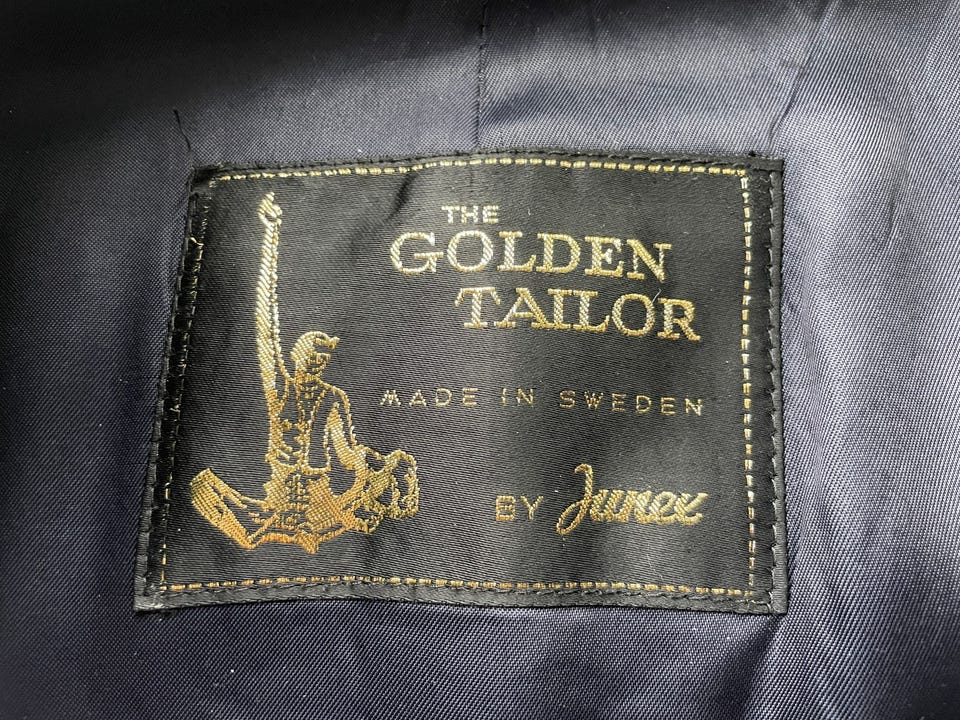 THE
GOLDEN
TAILOR
MADE IN SWEDEN
BY Junex